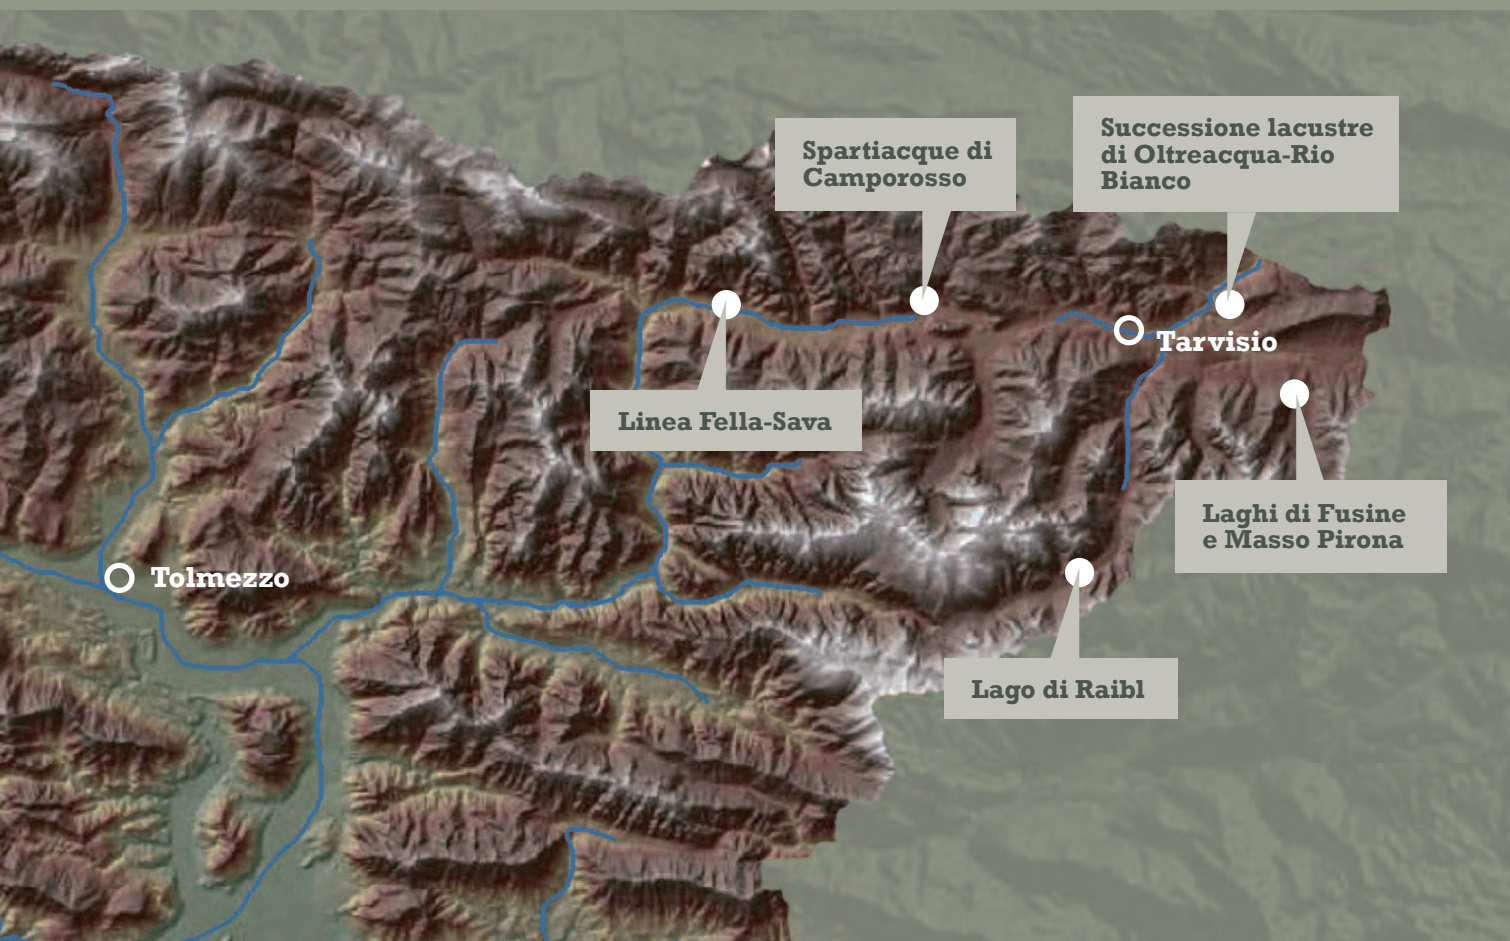 Spartiacque di
Camporosso
Successione lacustre
di Oltreacqua-Rio
Bianco
Tarvisio
Linea Fella-Sava
Laghi di Fusine
e Masso Pirona
Tolmezzo
Lago di Raibl